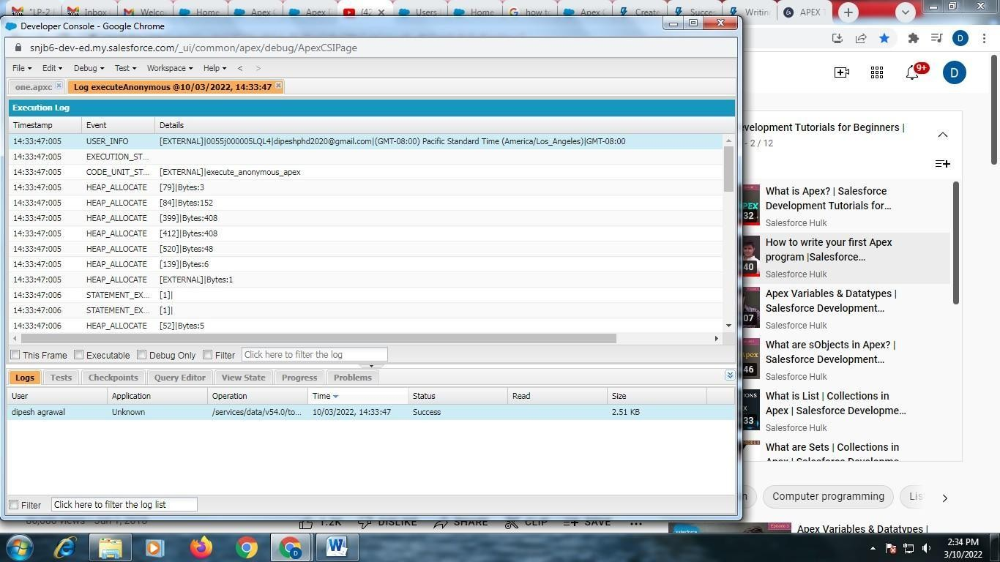 "LP-2 I
Inbox
Welco
Home
Apex C
Apex I
(42
Users
Home
how to
Apex C
Create
Succe
Writin
APEX T
Developer Console - Google Chrome
snjb6-dev-ed.my.salesforce.com/_ui/common/apex/debug/ApexCSIPage
D
File Edit Debug Test Workspace Help < >
9+
D
one.apxc
Log executeAnonymous @10/03/2022, 14:33:47
Execution Log
Timestamp Event Details
14:33:47:005 USER_INFO [EXTERNAL]|0055j000005LQL4|dipeshphd2020@gmail.com|(GMT-08:00) Pacific Standard Time (America/Los_Angeles)|GMT-08:00
14:33:47:005 EXECUTION_ST...
14:33:47:005 CODE_UNIT_ST... [EXTERNAL]|execute_anonymous_apex
14:33:47:005 HEAP_ALLOCATE [79]|Bytes:3
14:33:47:005 HEAP_ALLOCATE [84]|Bytes:152
14:33:47:005 HEAP_ALLOCATE [399]|Bytes:408
14:33:47:005 HEAP_ALLOCATE [412]|Bytes:408
14:33:47:005 HEAP_ALLOCATE [520]|Bytes:48
14:33:47:005 HEAP_ALLOCATE [139]|Bytes:6
14:33:47:005 HEAP_ALLOCATE [EXTERNAL]|Bytes:1
14:33:47:006 STATEMENT_EX... [1]|
14:33:47:006 STATEMENT_EX... [1]|
14:33:47:006 HEAP_ALLOCATE [52]|Bytes:5
This Frame Executable Debug Only Filter Click here to filter the log
Logs Tests Checkpoints Query Editor View State Progress Problems
User Application Operation Time Status Read Size
dipesh agrawal Unknown /services/data/v54.0/to... 10/03/2022, 14:33:47 Success 2.51 KB
Filter Click here to filter the log list
evelopment Tutorials for Beginners |
- 2 / 12
APEX
32
What is Apex? | Salesforce
Development Tutorials for...
Salesforce Hulk
40
How to write your first Apex
program |Salesforce...
Salesforce Hulk
07
Apex Variables & Datatypes |
Salesforce Development...
Salesforce Hulk
Apex
46
What are sObjects in Apex? |
Salesforce Development...
Salesforce Hulk
IONS
33
What is List | Collections in
Apex | Salesforce Developme...
Salesforce Hulk
What are Sets | Collections in
Apex | Salesforce Developme...
n
Computer programming
Lis
1.2K DISLIKE SHARE CLIP SAVE
salesforce
Episode 3
Apex Variables & Datatypes |
D
W
2:34 PM
3/10/2022